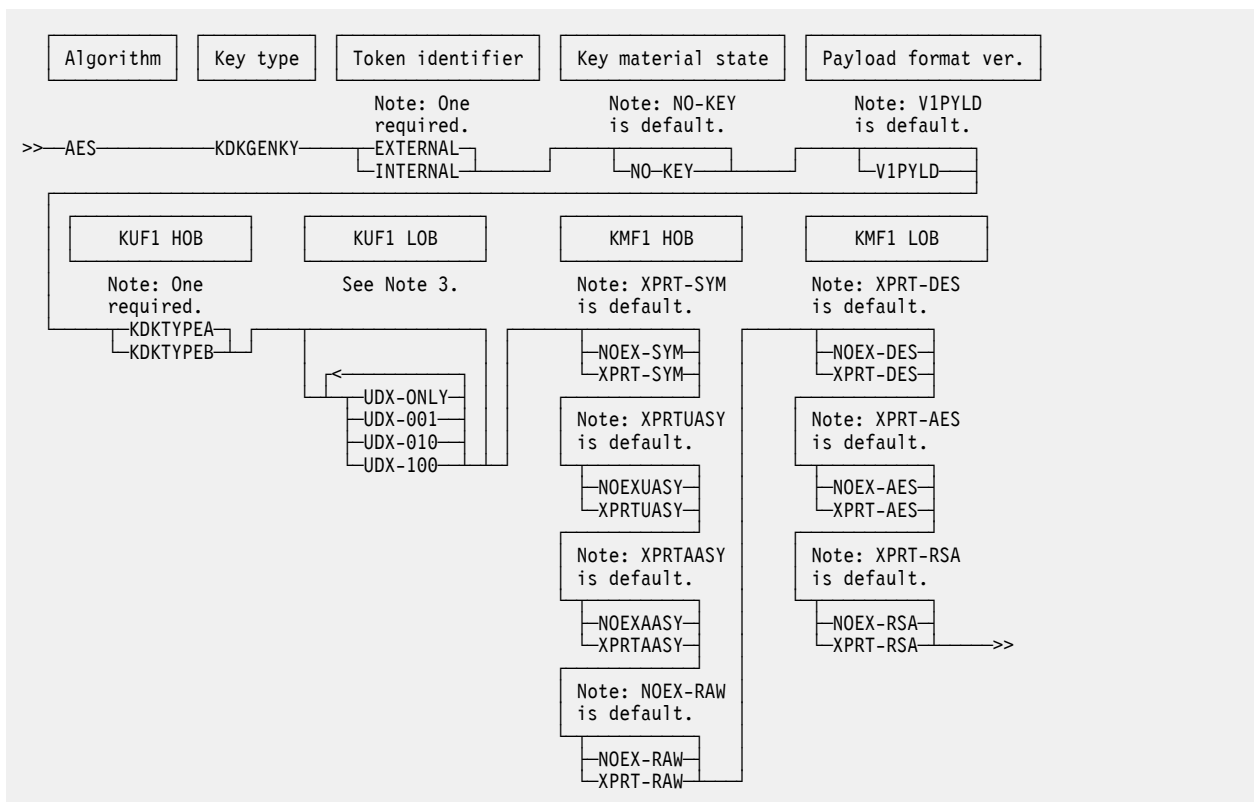 Algorithm Key type Token identifier Key material state Payload format ver.
Note: One Note: NO-KEY Note: V1PYLD
required. is default. is default.
>>—AES—KDKGENKY—EXTERNAL
INTERNAL NO-KEY V1PYLD
KUF1 HOB KUF1 LOB KMF1 HOB KMF1 LOB
Note: One See Note 3. Note: XPRT-SYM Note: XPRT-DES
required. is default. is default.
KDKTYPEA
KDKTYPEB NOEX-SYM NOEX-DES
XPRT-SYM XPRT-DES
<
UDX-ONLY
UDX-001 Note: XPRTUASY Note: XPRT-AES
UDX-010 is default. is default.
UDX-100
NOEXUASY NOEX-AES
XPRTUASY XPRT-AES
Note: XPRTAASY Note: XPRT-RSA
is default. is default.
NOEXAASY NOEX-RSA
XPRTAASY XPRT-RSA—>>
Note: NOEX-RAW
is default.
NOEX-RAW
XPRT-RAW